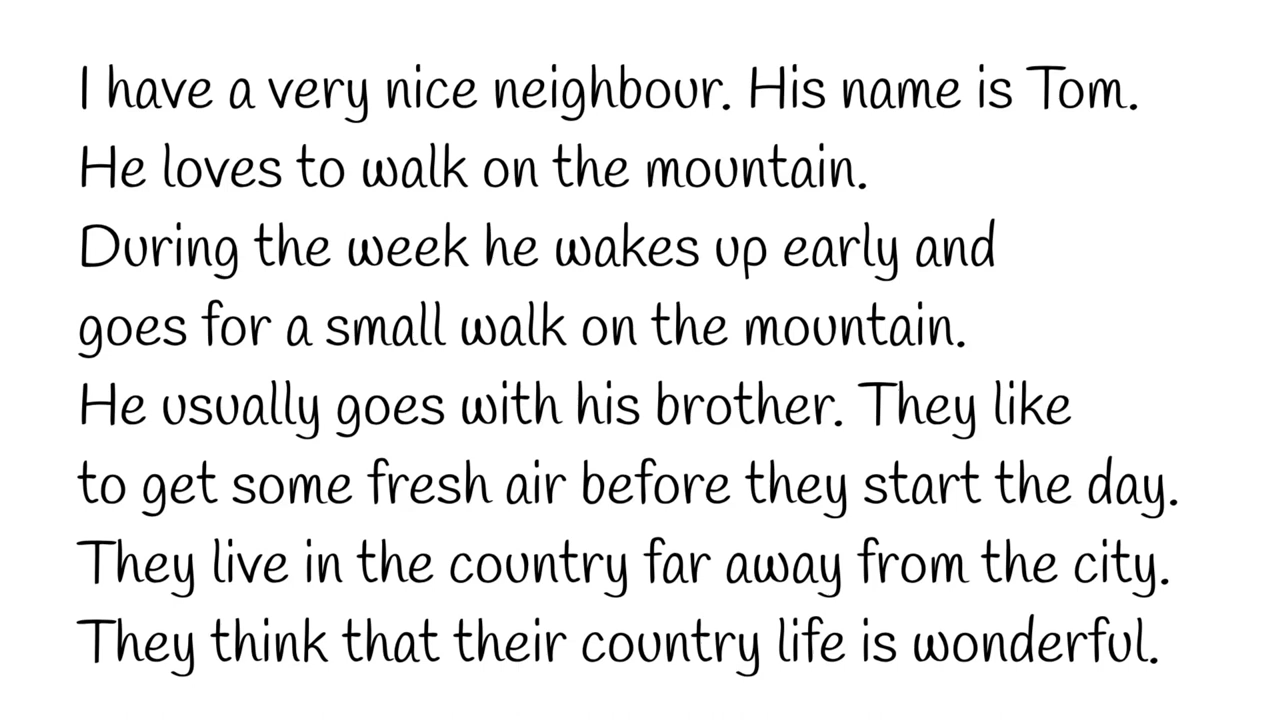 I have a very nice neighbour. His name is Tom.
He loves to walk on the mountain.
During the week he wakes up early and
goes for a small walk on the mountain.
He usually goes with his brother. They like
to get some fresh air before they start the day.
They live in the country far away from the city.
They think that their country life is wonderful.